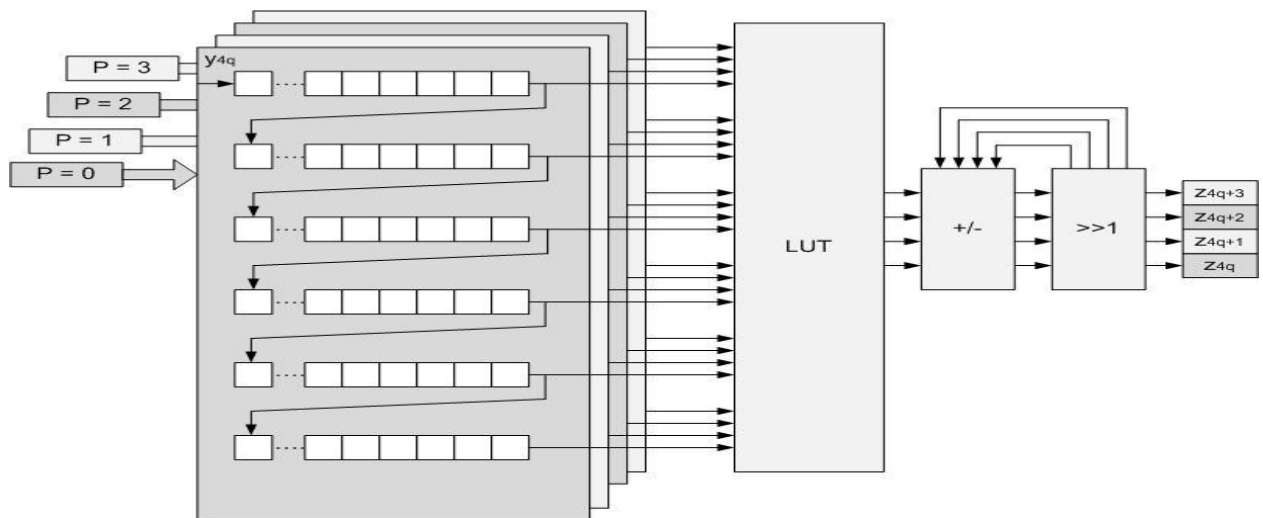 y4q
P = 3
P = 2
P = 1
P = 0
LUT
+/-
>>1
z4q+3
z4q+2
z4q+1
z4q